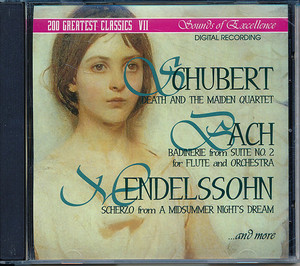 200 GREATEST CLASSICS VII
Sounds of Excellence
DIGITAL RECORDING
SCHUBERT
DEATH AND THE MAIDEN QUARTET
BACH
BADINERIE from SUITE NO. 2
for FLUTE and ORCHESTRA
MENDELSSOHN
SCHERZO from A MIDSUMMER NIGHT'S DREAM
...and more